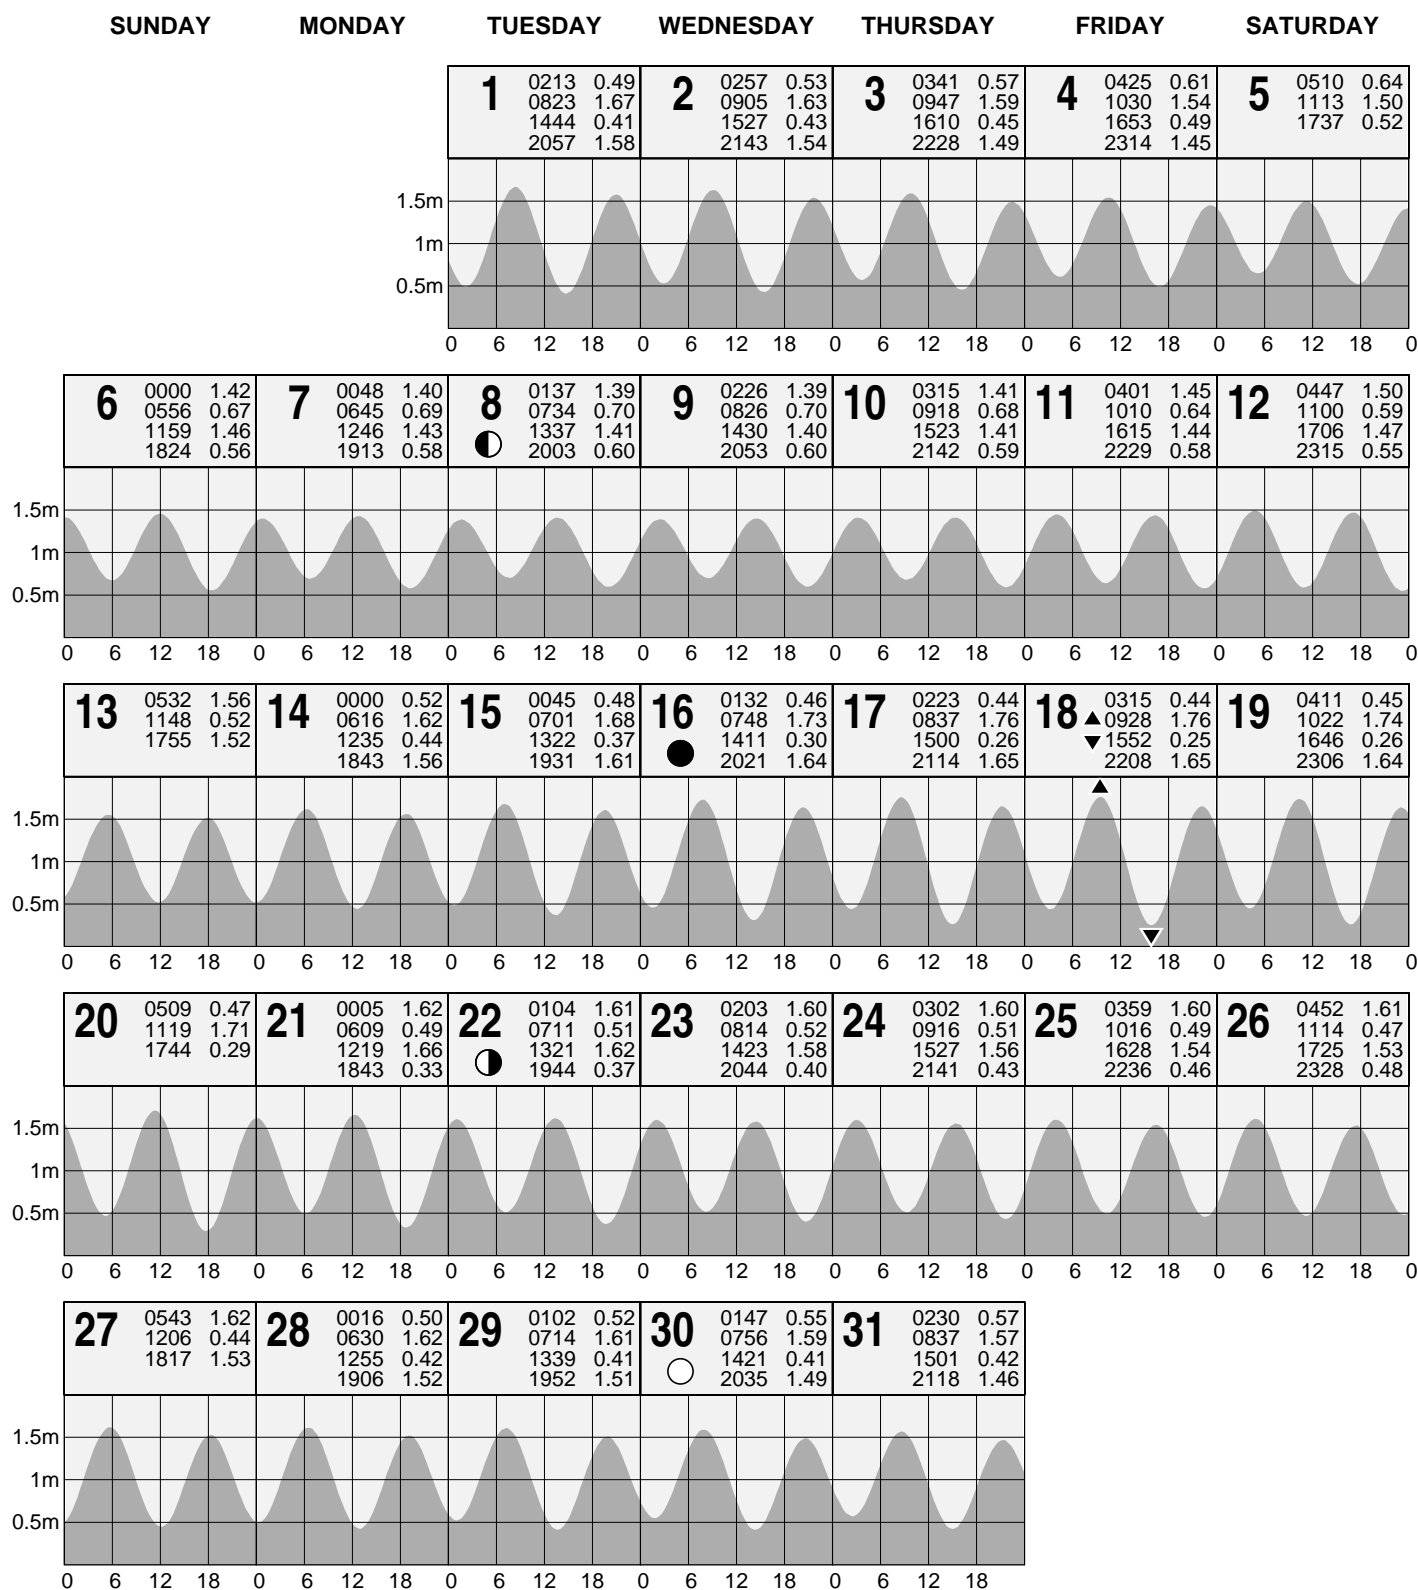 SUNDAY MONDAY TUESDAY WEDNESDAY THURSDAY FRIDAY SATURDAY
1 0213 0.49
0823 1.67
1444 0.41
2057 1.58
2 0257 0.53
0905 1.63
1527 0.43
2143 1.54
3 0341 0.57
0947 1.59
1610 0.45
2228 1.49
4 0425 0.61
1030 1.54
1653 0.49
2314 1.45
5 0510 0.64
1113 1.50
1737 0.52
1.5m
1m
0.5m
0 6 12 18 0 6 12 18 0 6 12 18 0 6 12 18 0 6 12 18 0
6 0000 1.42
0556 0.67
1159 1.46
1824 0.56
7 0048 1.40
0645 0.69
1246 1.43
1913 0.58
8 0137 1.39
0734 0.70
1337 1.41
2003 0.60
9 0226 1.39
0826 0.70
1430 1.40
2053 0.60
10 0315 1.41
0918 0.68
1523 1.41
2142 0.59
11 0401 1.45
1010 0.64
1615 1.44
2229 0.58
12 0447 1.50
1100 0.59
1706 1.47
2315 0.55
1.5m
1m
0.5m
0 6 12 18 0 6 12 18 0 6 12 18 0 6 12 18 0 6 12 18 0 6 12 18 0 6 12 18 0
13 0532 1.56
1148 0.52
1755 1.52
14 0000 0.52
0616 1.62
1235 0.44
1843 1.56
15 0045 0.48
0701 1.68
1322 0.37
1931 1.61
16 0132 0.46
0748 1.73
1411 0.30
2021 1.64
17 0223 0.44
0837 1.76
1500 0.26
2114 1.65
18 0315 0.44
0928 1.76
1552 0.25
2208 1.65
19 0411 0.45
1022 1.74
1646 0.26
2306 1.64
1.5m
1m
0.5m
0 6 12 18 0 6 12 18 0 6 12 18 0 6 12 18 0 6 12 18 0 6 12 18 0 6 12 18 0
20 0509 0.47
1119 1.71
1744 0.29
21 0005 1.62
0609 0.49
1219 1.66
1843 0.33
22 0104 1.61
0711 0.51
1321 1.62
1944 0.37
23 0203 1.60
0814 0.52
1423 1.58
2044 0.40
24 0302 1.60
0916 0.51
1527 1.56
2141 0.43
25 0359 1.60
1016 0.49
1628 1.54
2236 0.46
26 0452 1.61
1114 0.47
1725 1.53
2328 0.48
1.5m
1m
0.5m
0 6 12 18 0 6 12 18 0 6 12 18 0 6 12 18 0 6 12 18 0 6 12 18 0 6 12 18 0
27 0543 1.62
1206 0.44
1817 1.53
28 0016 0.50
0630 1.62
1255 0.42
1906 1.52
29 0102 0.52
0714 1.61
1339 0.41
1952 1.51
30 0147 0.55
0756 1.59
1421 0.41
2035 1.49
31 0230 0.57
0837 1.57
1501 0.42
2118 1.46
1.5m
1m
0.5m
0 6 12 18 0 6 12 18 0 6 12 18 0 6 12 18 0 6 12 18